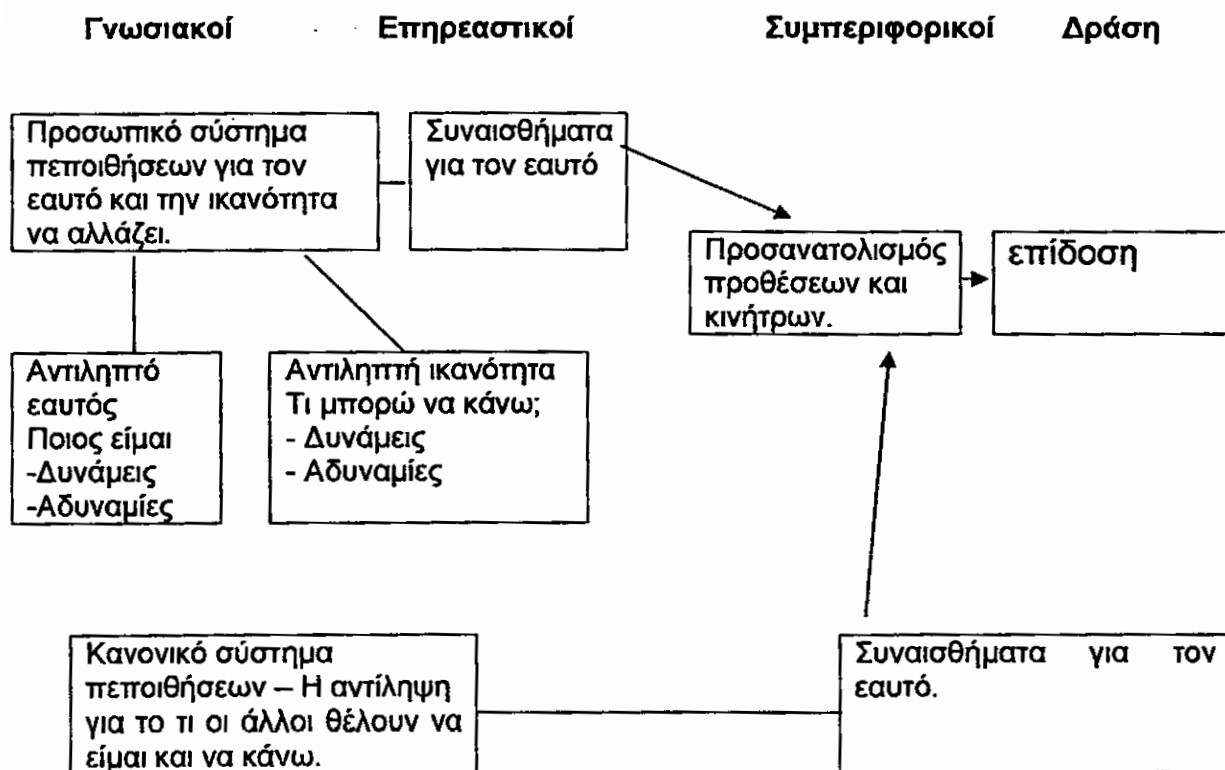 Γνωσιακοί Επηρεαστικοί Συμπεριφορικοί Δράση
Προσωπικό σύστημα
πεποιθήσεων για τον
εαυτό και την ικανότητα
να αλλάζει.
Συναισθήματα
για τον εαυτό
Προσανατολισμός
προθέσεων και
κινήτρων.
επίδοση
Αντιληπτό
εαυτός
Ποιος είμαι
-Δυνάμεις
-Αδυναμίες
Αντιληπτή ικανότητα
Τι μπορώ να κάνω;
- Δυνάμεις
- Αδυναμίες
Κανονικό σύστημα
πεποιθήσεων – Η αντίληψη
για το τι οι άλλοι θέλουν να
είμαι και να κάνω.
Συναισθήματα για τον
εαυτό.